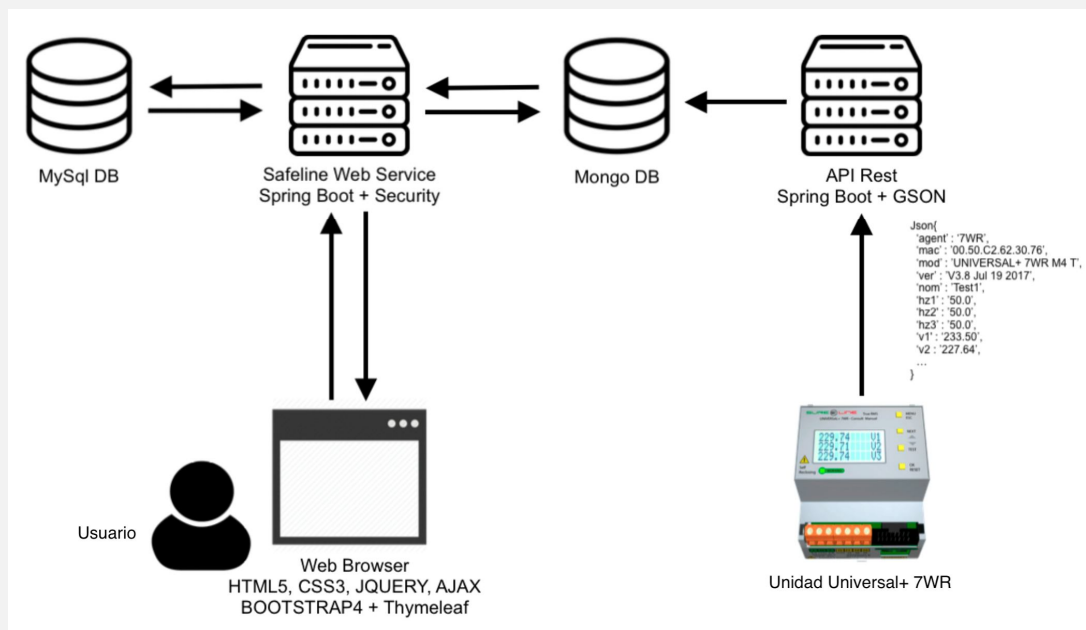 MySql DB
Safeline Web Service
Spring Boot + Security
Mongo DB
API Rest
Spring Boot + GSON
Json{
'agent' : '7WR',
'mac' : '00.50.C2.62.30.76',
'mod' : 'UNIVERSAL+ 7WR M4 T',
'ver' : 'V3.8 Jul 19 2017',
'nom' : 'Test1',
'hz1' : '50.0',
'hz2' : '50.0',
'hz3' : '50.0',
'v1' : '233.50',
'v2 : '227.64',
...
}
229.74 V1
229.71 V2
229.74 V3
Usuario
Web Browser
HTML5, CSS3, JQUERY, AJAX
BOOTSTRAP4 + Thymeleaf
Unidad Universal+ 7WR